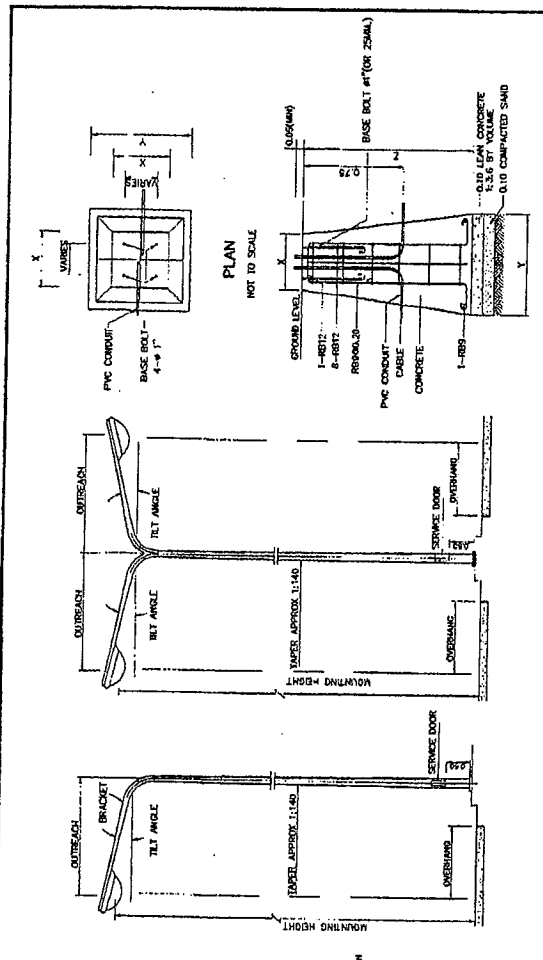 Y
X
VARIES
X
VARIES
PVC CONDUIT
BASE BOLT
4-ø 1"
PLAN
NOT TO SCALE
BASE BOLT ø1"(OR 25MM.)
0.05(MIN)
GROUND LEVEL
X
0.75
Z
1-RB12
8-RB12
RB9@0.20
PVC CONDUIT
CABLE
CONCRETE
1-RB9
Y
0.10 LEAN CONCRETE
1:3:6 BY VOLUME
0.10 COMPACTED SAND
OUTREACH
OUTREACH
TILT ANGLE
TILT ANGLE
TAPER APPROX 1:140
MOUNTING HEIGHT
SERVICE DOOR
0.50
OVERHANG
OVERHANG
OUTREACH
BRACKET
TILT ANGLE
TAPER APPROX 1:140
MOUNTING HEIGHT
SERVICE DOOR
0.50
OVERHANG